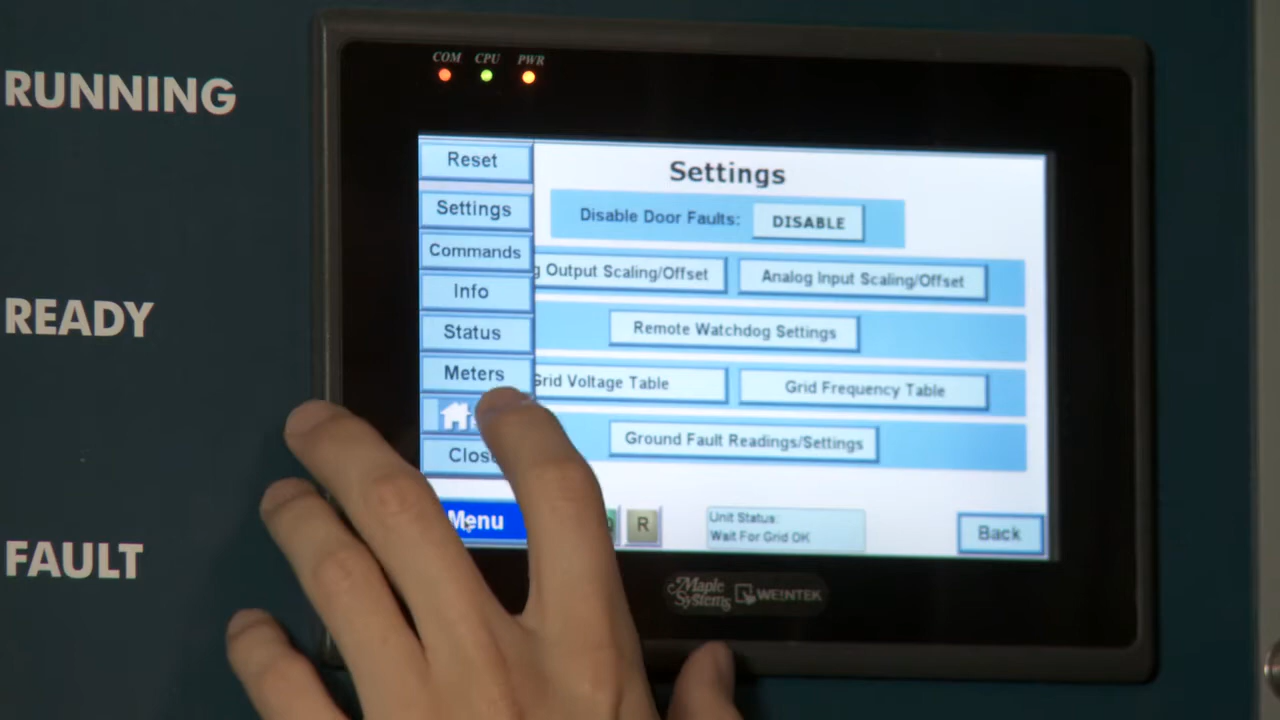 RUNNING
READY
FAULT
COM CPU PWR
Reset
Settings
Commands
Info
Status
Meters
Menu
Settings
Disable Door Faults: DISABLE
Output Scaling/Offset
Analog Input Scaling/Offset
Remote Watchdog Settings
Grid Voltage Table
Grid Frequency Table
Ground Fault Readings/Settings
R
Unit Status:
Wait For Grid OK
Back
Maple
Systems
WEINTEK